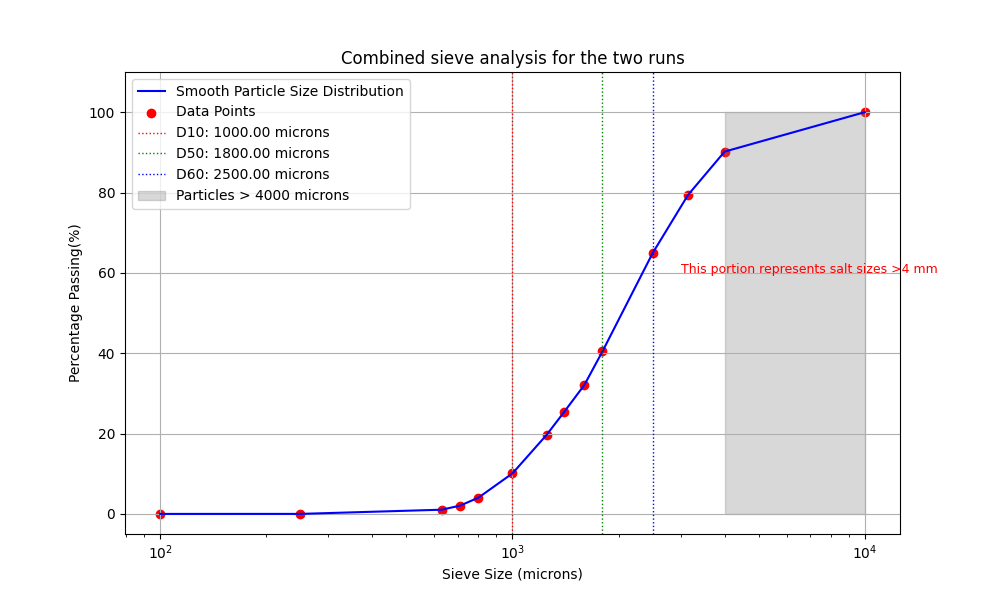 Combined sieve analysis for the two runs
Smooth Particle Size Distribution
Data Points
D10: 1000.00 microns
D50: 1800.00 microns
D60: 2500.00 microns
Particles > 4000 microns
100
80
60
40
20
0
Percentage Passing(%)
This portion represents salt sizes >4 mm
10²
10³
10⁴
Sieve Size (microns)